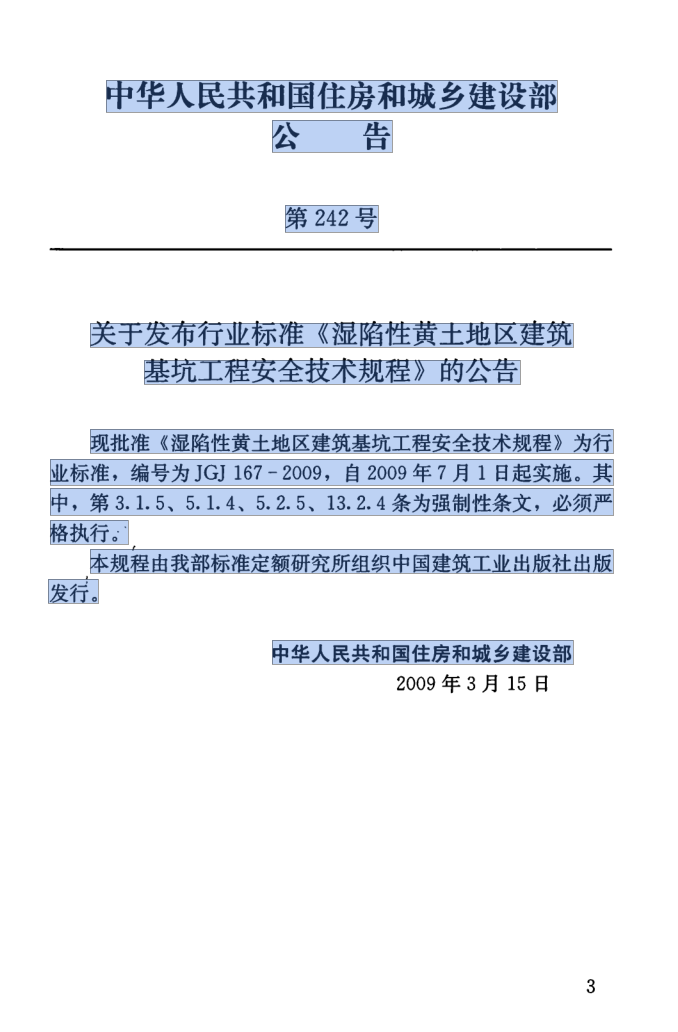 中华人民共和国住房和城乡建设部
公 告
第 242 号
关于发布行业标准《湿陷性黄土地区建筑
基坑工程安全技术规程》的公告
现批准《湿陷性黄土地区建筑基坑工程安全技术规程》为行
业标准，编号为 JGJ 167－2009，自 2009 年 7 月 1 日起实施。其
中，第 3.1.5、5.1.4、5.2.5、13.2.4 条为强制性条文，必须严
格执行。
本规程由我部标准定额研究所组织中国建筑工业出版社出版
发行。
中华人民共和国住房和城乡建设部
2009 年 3 月 15 日
3